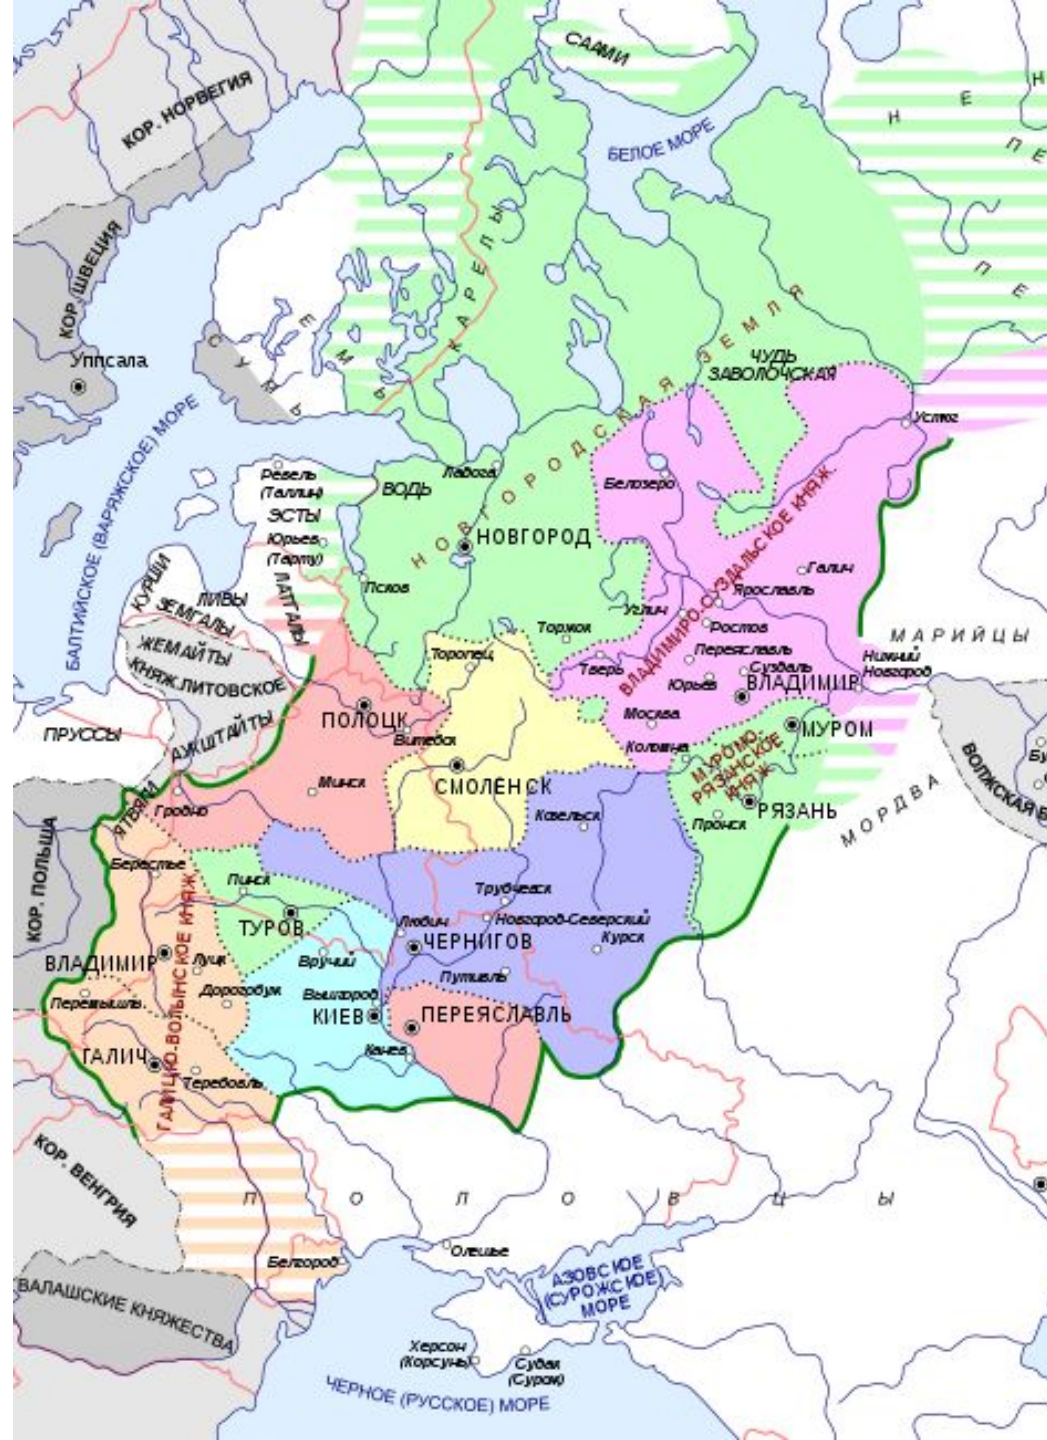 СААМИ
КОР. НОРВЕГИЯ
Н Е Н
П Е
БЕЛОЕ МОРЕ
КОР. ШВЕЦИЯ
КАРЕЛЫ
П Е
Уппсала
Е М Ь
СУМЬ
НОВГОРОДСКАЯ ЗЕМЛЯ
ЧУДЬ
ЗАВОЛОЧСКАЯ
БАЛТИЙСКОЕ (ВАРЯЖСКОЕ) МОРЕ
Устюг
Ревель
(Таллин)
ВОДЬ
Ладога
Белозеро
ЭСТЫ
Юрьев
(Тарту)
НОВГОРОД
ВЛАДИМИРО-СУЗДАЛЬСКОЕ КНЯЖ.
Галич
КУРШИ
ЛИВЫ
ЗЕМГАЛЫ
ЛАТГАЛЫ
Псков
Ярославль
Углич
Ростов
Торжок
МАРИЙЦЫ
ЖЕМАЙТЫ
КНЯЖ.ЛИТОВСКОЕ
АУКШТАЙТЫ
Торопец
Тверь
Переяславль
Суздаль
Юрьев
ВЛАДИМИР
Нижний
Новгород
ПРУССЫ
ПОЛОЦК
Витебск
Москва
Коломна
МУРОМ
МУРОМО-
РЯЗАНСКОЕ
КНЯЖ.
ВОЛЖСКАЯ Б
Бу
ЯТВЯГИ
Гродно
Минск
СМОЛЕНСК
Козельск
РЯЗАНЬ
Пронск
МОРДВА
КОР. ПОЛЬША
Берестье
Пинск
Трубчевск
ТУРОВ
Любич
Новгород-Северский
ЧЕРНИГОВ
Курск
ВЛАДИМИР
Луцк
Вручий
Путивль
ГАЛИЦКО-ВОЛЫНСКОЕ КНЯЖ.
Перемышль
Дорогобуж
Вышгород
КИЕВ
ПЕРЕЯСЛАВЛЬ
ГАЛИЧ
Канев
Теребовль
КОР. ВЕНГРИЯ
ПОЛОВЦЫ
Белгород
Олешье
АЗОВСКОЕ
(СУРОЖСКОЕ)
МОРЕ
ВАЛАШСКИЕ КНЯЖЕСТВА
Херсон
(Корсунь)
Судак
(Сурож)
ЧЕРНОЕ (РУССКОЕ) МОРЕ